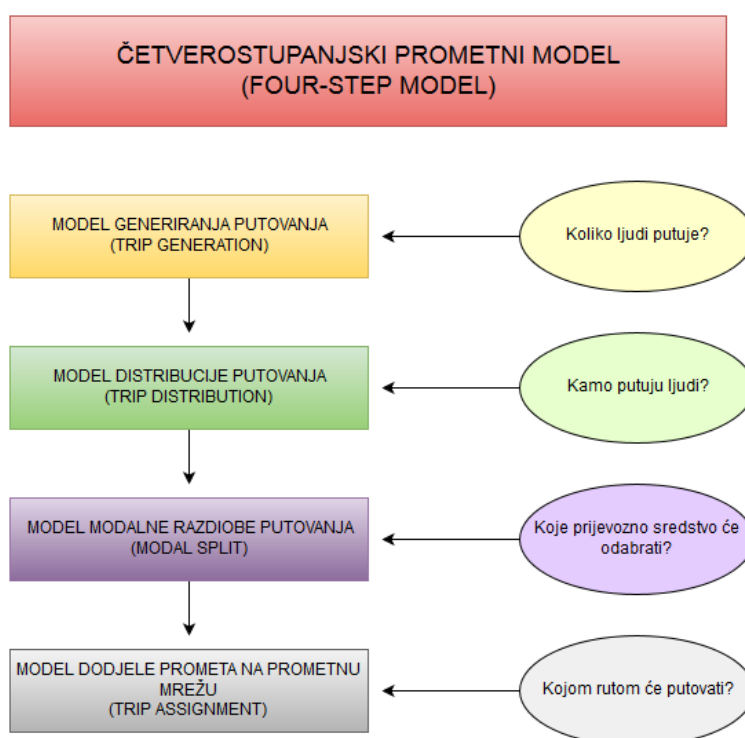 ČETVEROSTUPANJSKI PROMETNI MODEL
(FOUR-STEP MODEL)
MODEL GENERIRANJA PUTOVANJA
(TRIP GENERATION)
Koliko ljudi putuje?
MODEL DISTRIBUCIJE PUTOVANJA
(TRIP DISTRIBUTION)
Kamo putuju ljudi?
MODEL MODALNE RAZDIOBE PUTOVANJA
(MODAL SPLIT)
Koje prijevozno sredstvo će
odabrati?
MODEL DODJELE PROMETA NA PROMETNU
MREŽU
(TRIP ASSIGNMENT)
Kojom rutom će putovati?